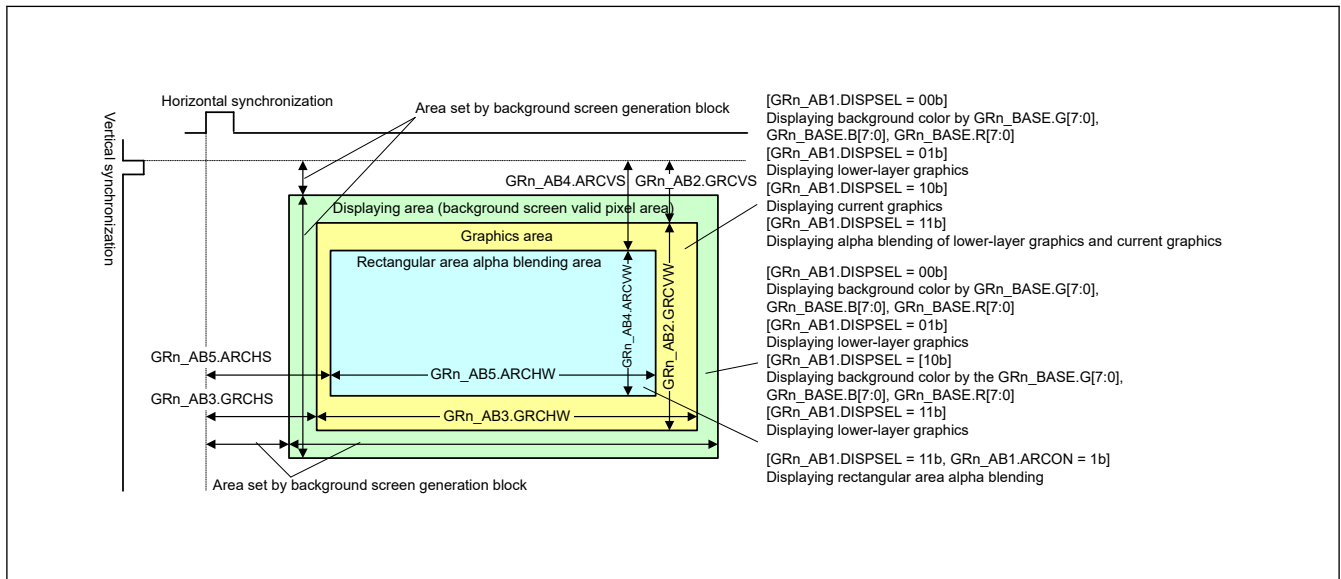 Horizontal synchronization
Vertical synchronization
Area set by background screen generation block
GRn_AB4.ARCVS
GRn_AB2.GRCVS
Displaying area (background screen valid pixel area)
Graphics area
Rectangular area alpha blending area
GRn_AB4.ARCVW
GRn_AB2.GRCVW
GRn_AB5.ARCHS
GRn_AB5.ARCHW
GRn_AB3.GRCHS
GRn_AB3.GRCHW
Area set by background screen generation block
[GRn_AB1.DISPSEL = 00b]
Displaying background color by GRn_BASE.G[7:0],
GRn_BASE.B[7:0], GRn_BASE.R[7:0]
[GRn_AB1.DISPSEL = 01b]
Displaying lower-layer graphics
[GRn_AB1.DISPSEL = 10b]
Displaying current graphics
[GRn_AB1.DISPSEL = 11b]
Displaying alpha blending of lower-layer graphics and current graphics
[GRn_AB1.DISPSEL = 00b]
Displaying background color by GRn_BASE.G[7:0],
GRn_BASE.B[7:0], GRn_BASE.R[7:0]
[GRn_AB1.DISPSEL = 01b]
Displaying lower-layer graphics
[GRn_AB1.DISPSEL = [10b]
Displaying background color by the GRn_BASE.G[7:0],
GRn_BASE.B[7:0], GRn_BASE.R[7:0]
[GRn_AB1.DISPSEL = 11b]
Displaying lower-layer graphics
[GRn_AB1.DISPSEL = 11b, GRn_AB1.ARCON = 1b]
Displaying rectangular area alpha blending